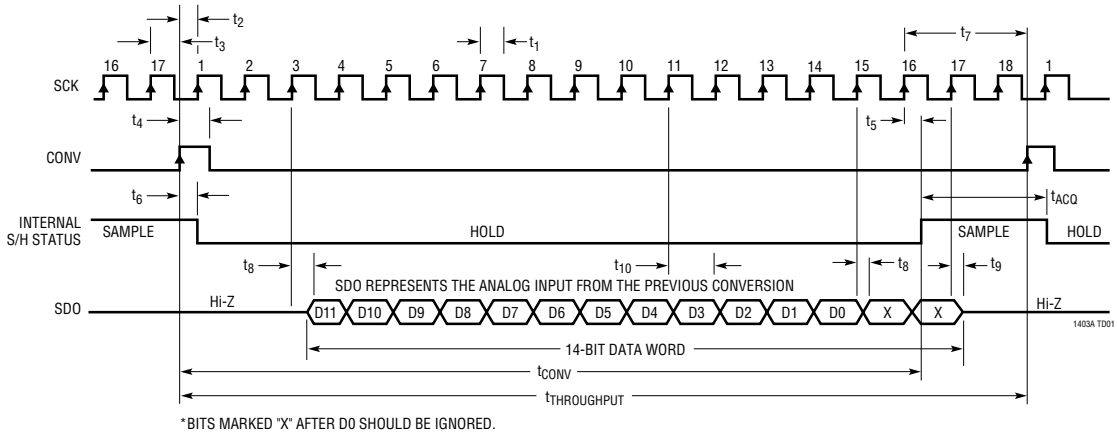 t2
t3
t1
t7
16 17 1 2 3 4 5 6 7 8 9 10 11 12 13 14 15 16 17 18 1
SCK
t4
t5
CONV
t6
tACQ
INTERNAL
S/H STATUS
SAMPLE HOLD SAMPLE HOLD
t8 t10 t8 t9
SDO REPRESENTS THE ANALOG INPUT FROM THE PREVIOUS CONVERSION
SDO Hi-Z D11 D10 D9 D8 D7 D6 D5 D4 D3 D2 D1 D0 X X Hi-Z
1403A TD01
14-BIT DATA WORD
tCONV
tTHROUGHPUT
*BITS MARKED "X" AFTER D0 SHOULD BE IGNORED.